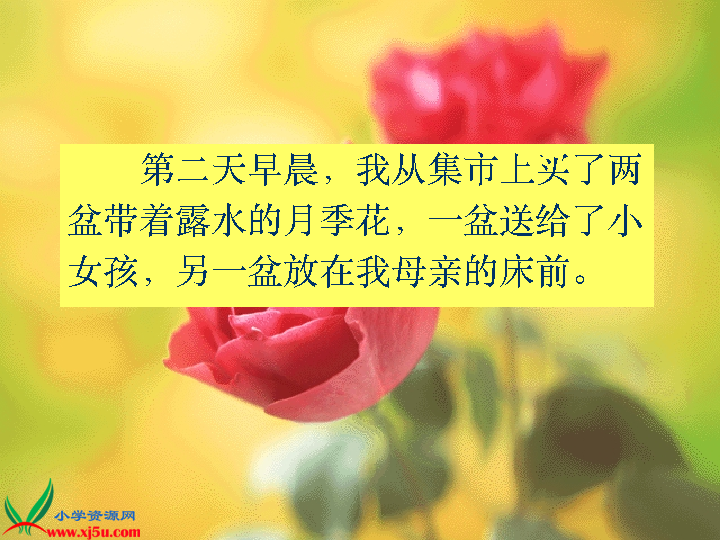 第二天早晨，我从集市上买了两
盆带着露水的月季花，一盆送给了小
女孩，另一盆放在我母亲的床前。
小学资源网
www.xj5u.com